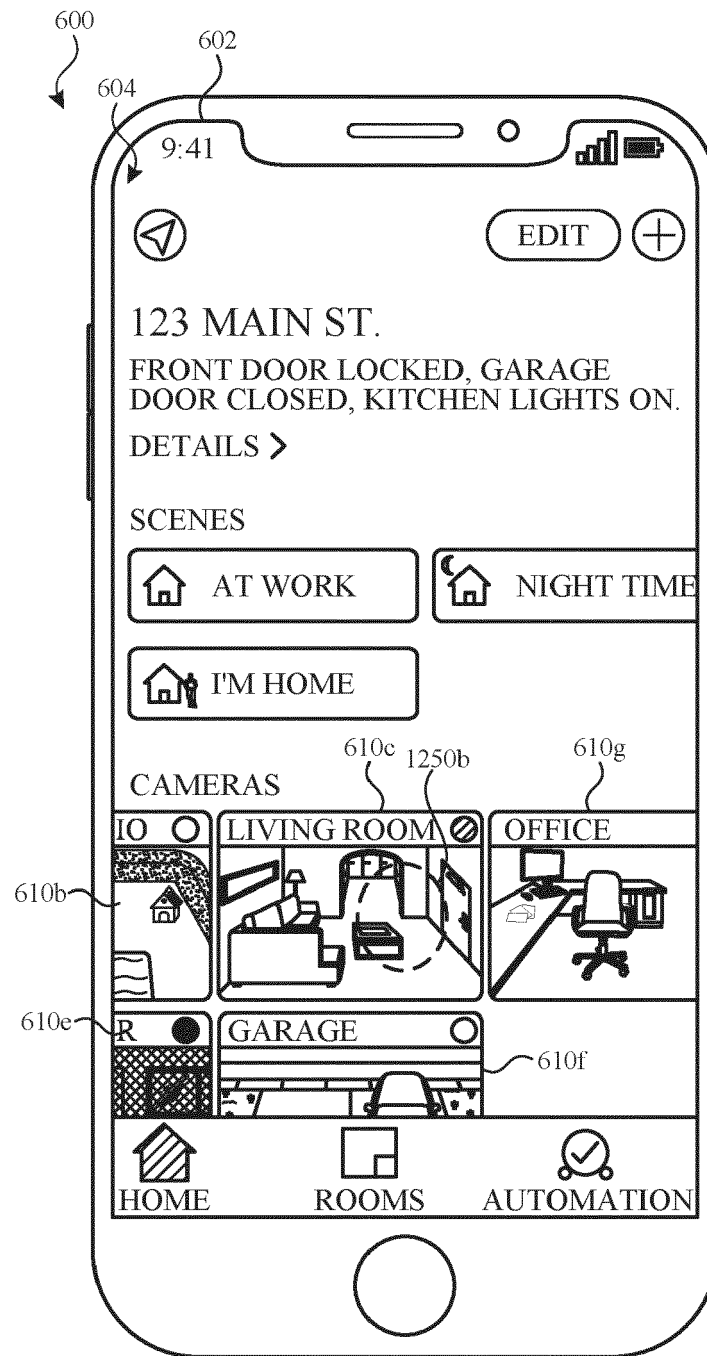 600
602
604
9:41
EDIT
123 MAIN ST.
FRONT DOOR LOCKED, GARAGE
DOOR CLOSED, KITCHEN LIGHTS ON.
DETAILS >
SCENES
AT WORK
NIGHT TIME
I'M HOME
610c
1250b
610g
CAMERAS
IO
LIVING ROOM
OFFICE
610b
610e
R
GARAGE
610f
HOME
ROOMS
AUTOMATION